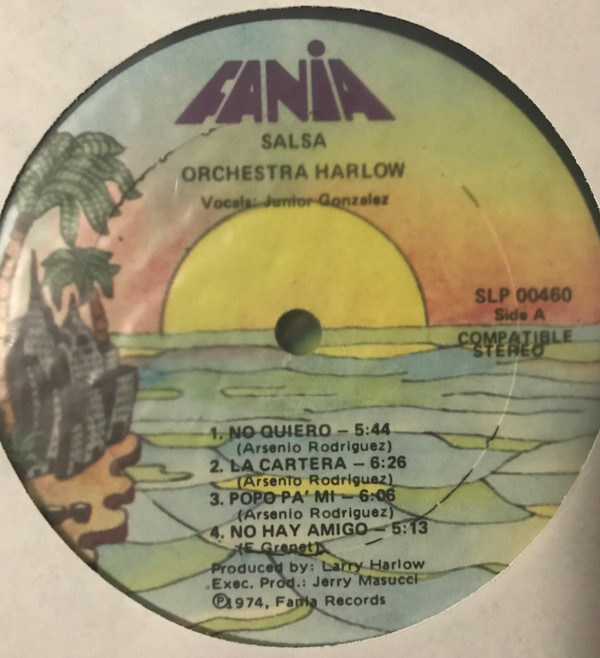 FANIA
SALSA
ORCHESTRA HARLOW
Vocals: Junior Gonzalez
SLP 00460
Side A
COMPATIBLE
STEREO
1. NO QUIERO – 5:44
(Arsenio Rodriguez)
2. LA CARTERA – 6:26
(Arsenio Rodriguez)
3. POPO PA' MI – 6:06
(Arsenio Rodriguez)
4. NO HAY AMIGO – 5:13
(E Grenet)
Produced by: Larry Harlow
Exec. Prod.: Jerry Masucci
Ⓟ1974, Fania Records